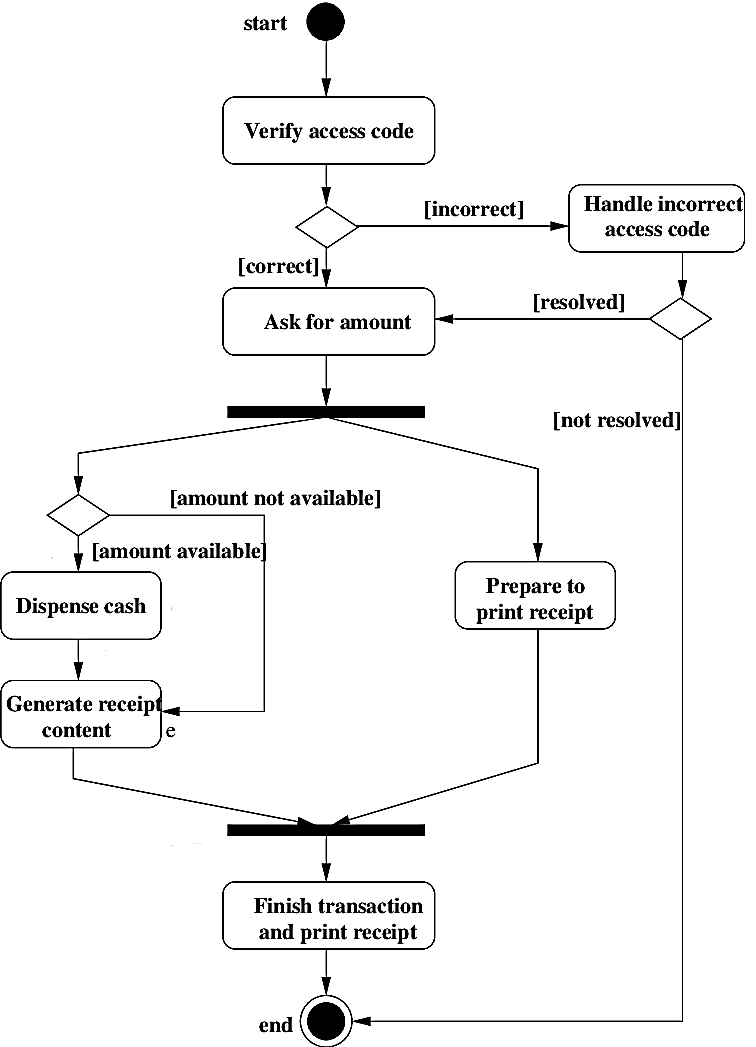 start
Verify access code
[incorrect]
Handle incorrect
access code
[correct]
[resolved]
Ask for amount
[not resolved]
[amount not available]
[amount available]
Dispense cash
Prepare to
print receipt
Generate receipt
content
e
Finish transaction
and print receipt
end